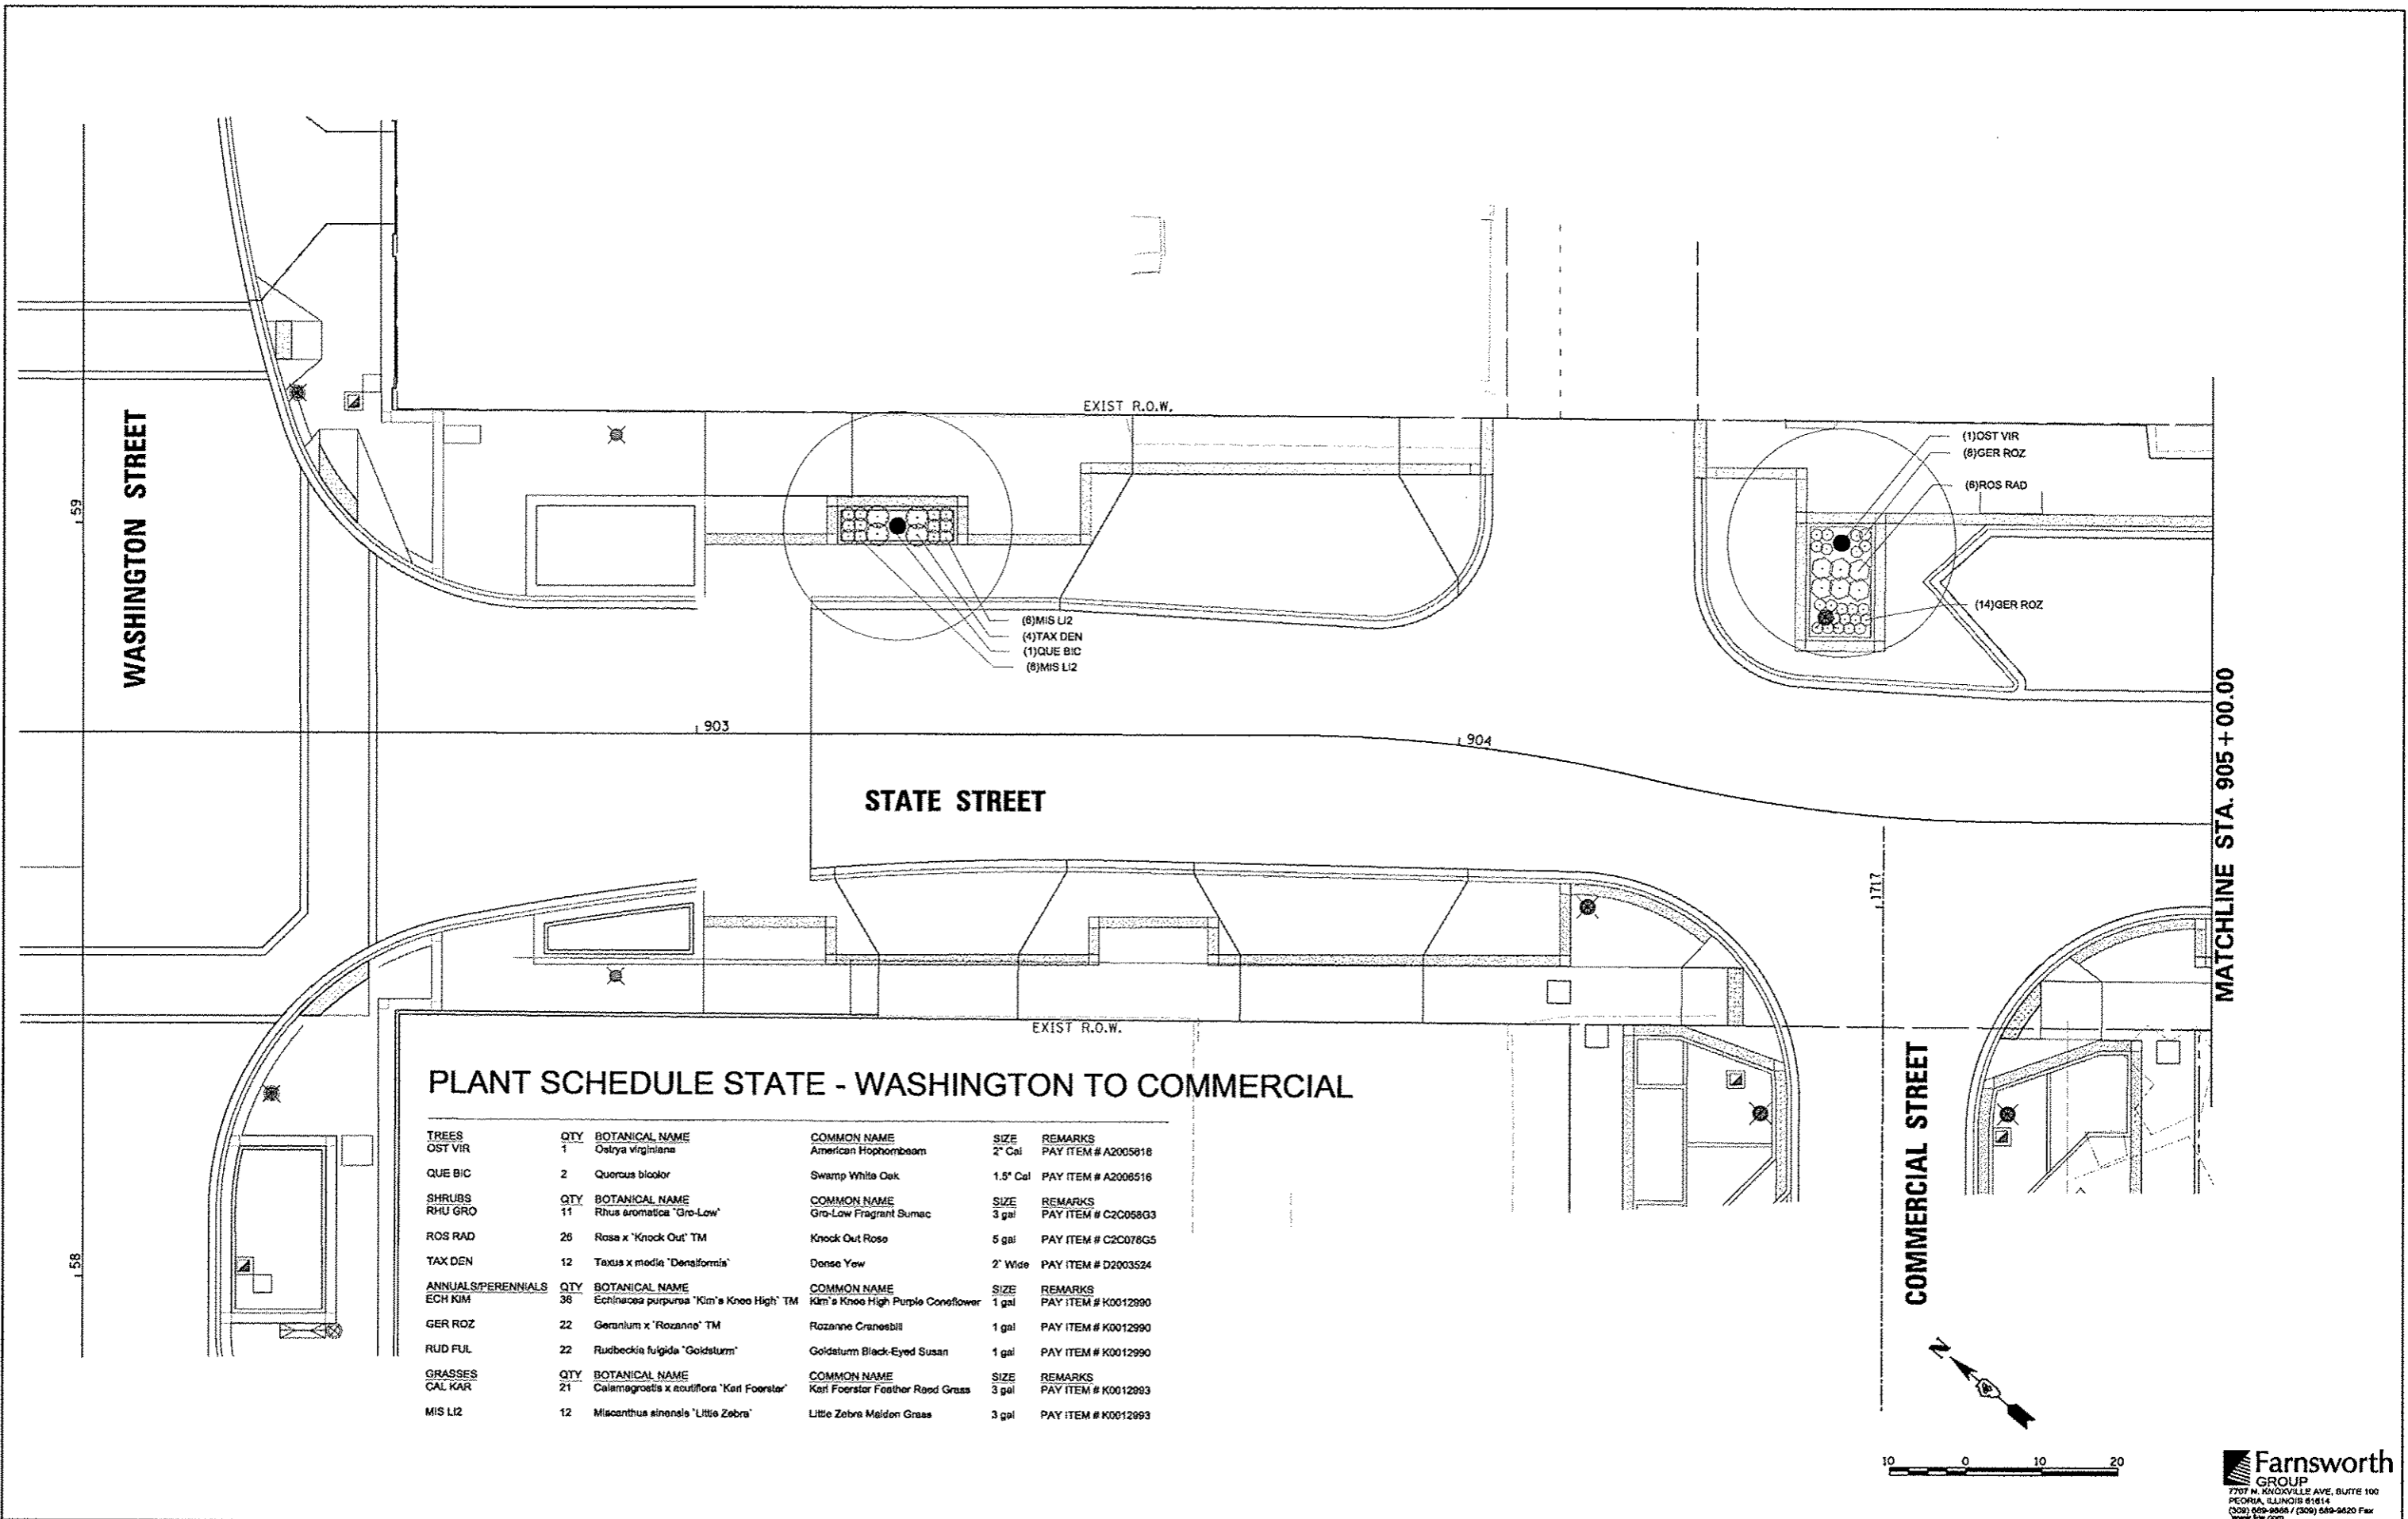 EXIST R.O.W.
WASHINGTON STREET
59
(1)OST VIR
(8)GER ROZ
(6)ROS RAD
(14)GER ROZ
(6)MIS LI2
(4)TAX DEN
(1)QUE BIC
(6)MIS LI2
903
904
STATE STREET
MATCHLINE STA. 905+00.00
1717
EXIST R.O.W.
COMMERCIAL STREET
58
PLANT SCHEDULE STATE - WASHINGTON TO COMMERCIAL
TREES QTY BOTANICAL NAME COMMON NAME SIZE REMARKS
OST VIR 1 Ostrya virginiana American Hophornbeam 2" Cal PAY ITEM # A2005618
QUE BIC 2 Quercus bicolor Swamp White Oak 1.5" Cal PAY ITEM # A2006516
SHRUBS QTY BOTANICAL NAME COMMON NAME SIZE REMARKS
RHU GRO 11 Rhus aromatica `Gro-Low` Gro-Low Fragrant Sumac 3 gal PAY ITEM # C2C058G3
ROS RAD 26 Rosa x `Knock Out` TM Knock Out Rose 5 gal PAY ITEM # C2C078G5
TAX DEN 12 Taxus x media `Densiformis` Dense Yew 2` Wide PAY ITEM # D2003524
ANNUALS/PERENNIALS QTY BOTANICAL NAME COMMON NAME SIZE REMARKS
ECH KIM 38 Echinacea purpurea `Kim`s Knee High` TM Kim`s Knee High Purple Coneflower 1 gal PAY ITEM # K0012990
GER ROZ 22 Geranium x `Rozanne` TM Rozanne Cranesbill 1 gal PAY ITEM # K0012990
RUD FUL 22 Rudbeckia fulgida `Goldsturm` Goldsturm Black-Eyed Susan 1 gal PAY ITEM # K0012990
GRASSES QTY BOTANICAL NAME COMMON NAME SIZE REMARKS
CAL KAR 21 Calamagrostis x acutiflora `Karl Foerster` Karl Foerster Feather Reed Grass 3 gal PAY ITEM # K0012993
MIS LI2 12 Miscanthus sinensis `Little Zebra` Little Zebra Maiden Grass 3 gal PAY ITEM # K0012993
N
10 0 10 20
Farnsworth
GROUP
7707 N. KNOXVILLE AVE, SUITE 100
PEORIA, ILLINOIS 61614
(309) 689-9888 / (309) 689-9820 Fax